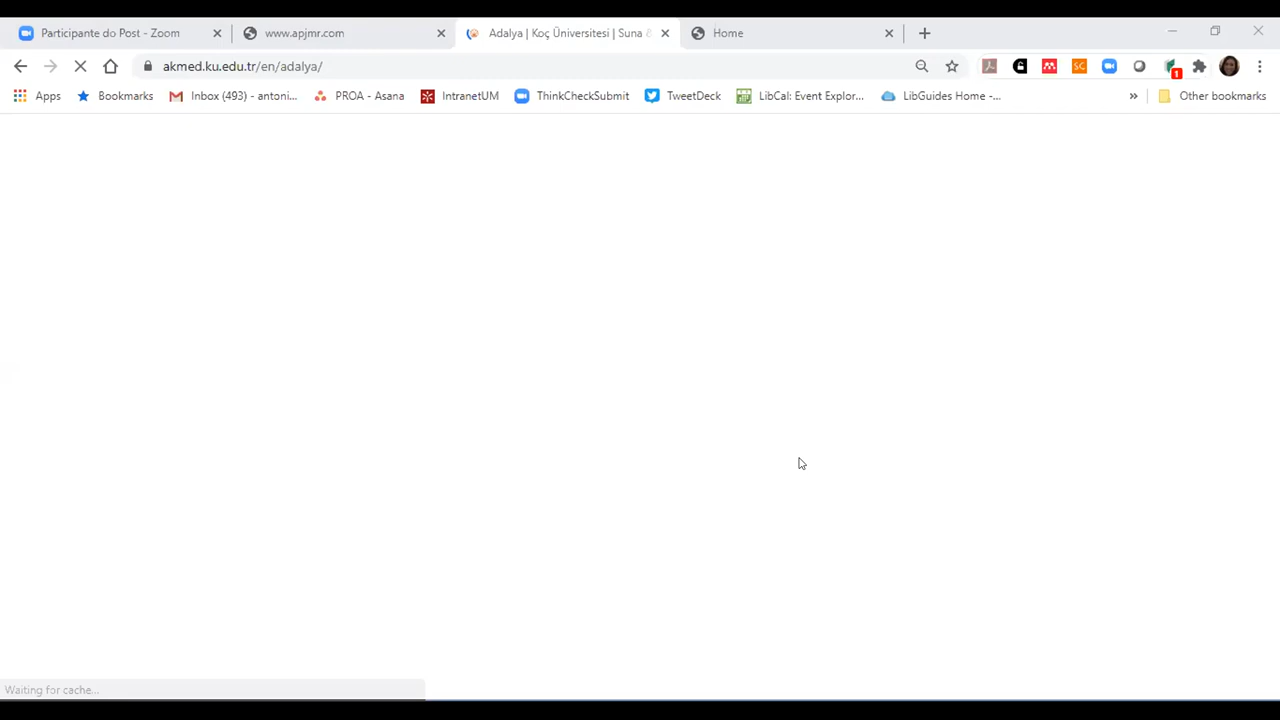 Participante do Post - Zoom
www.apjmr.com
Adalya | Koç Üniversitesi | Suna
Home
akmed.ku.edu.tr/en/adalya/
SC
1
Apps
Bookmarks
Inbox (493) - antoni...
PROA - Asana
IntranetUM
ThinkCheckSubmit
TweetDeck
LibCal: Event Explor...
LibGuides Home -...
»
Other bookmarks
Waiting for cache...